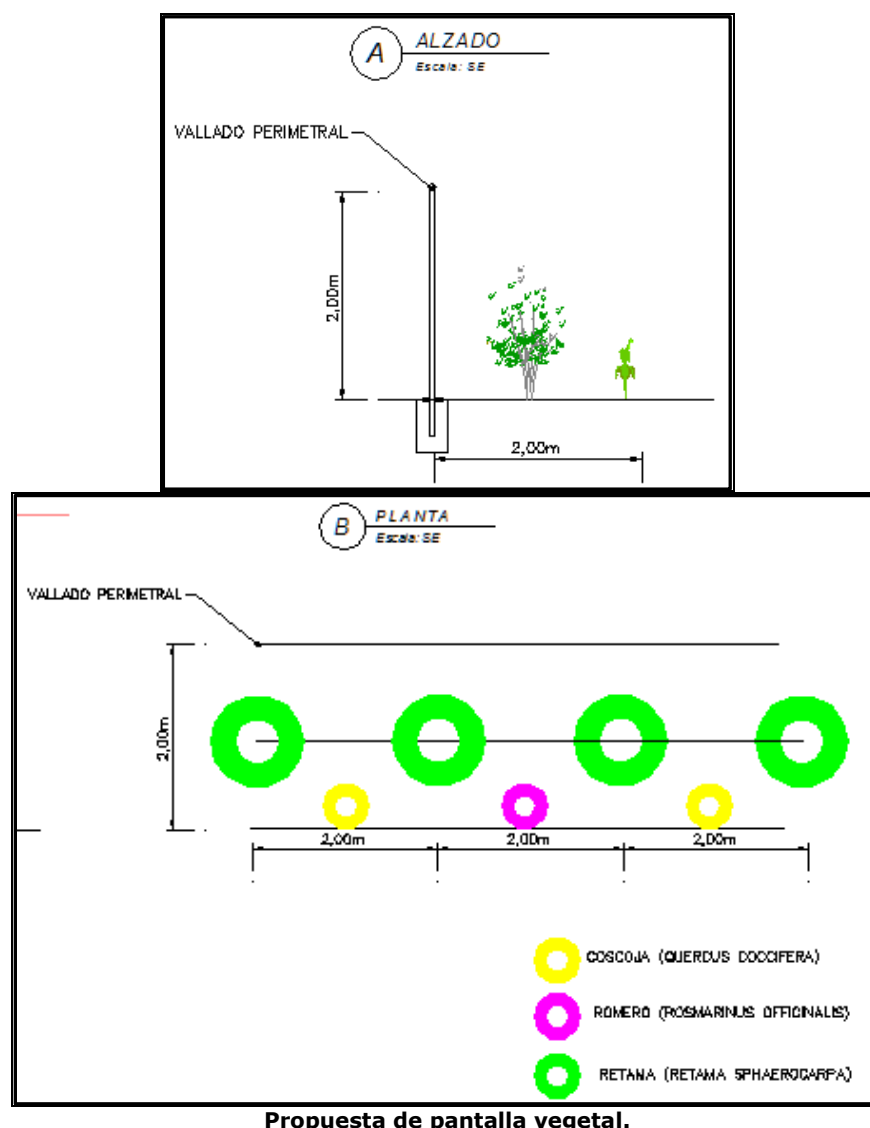 A ALZADO
Escala: SE
VALLADO PERIMETRAL
2,00m
2,00m
B PLANTA
Escala: SE
VALLADO PERIMETRAL
2,00m
2,00m 2,00m 2,00m
COSCOJA (QUERCUS COCCIFERA)
ROMERO (ROSMARINUS OFFICINALIS)
RETAMA (RETAMA SPHAEROCARPA)
Propuesta de pantalla vegetal.